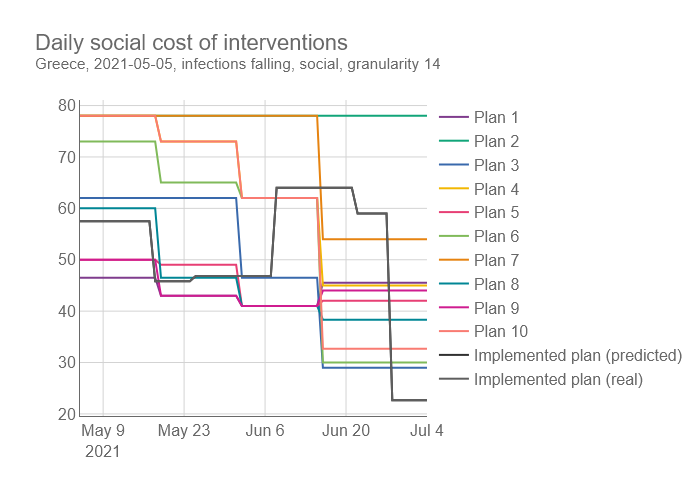 Daily social cost of interventions
Greece, 2021-05-05, infections falling, social, granularity 14
80
70
60
50
40
30
20
May 9
2021
May 23
Jun 6
Jun 20
Jul 4
Plan 1
Plan 2
Plan 3
Plan 4
Plan 5
Plan 6
Plan 7
Plan 8
Plan 9
Plan 10
Implemented plan (predicted)
Implemented plan (real)